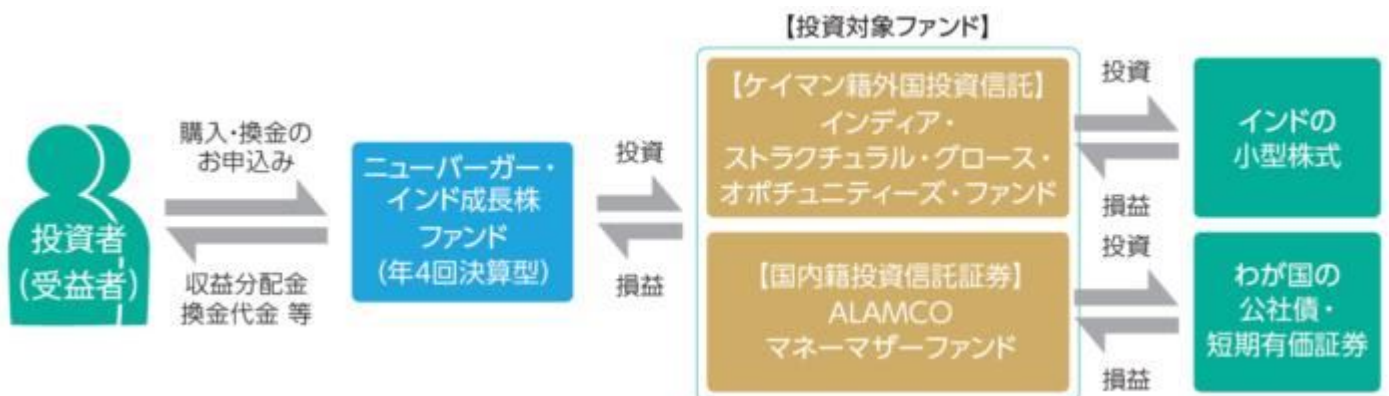 【投資対象ファンド】
投資者
(受益者)
購入・換金の
お申込み
収益分配金
換金代金 等
ニューバーガー・
インド成長株
ファンド
(年4回決算型)
投資
損益
【ケイマン籍外国投資信託】
インディア・
ストラクチュラル・グロース・
オポチュニティーズ・ファンド
投資
損益
インドの
小型株式
【国内籍投資信託証券】
ALAMCO
マネーマザーファンド
投資
損益
わが国の
公社債・
短期有価証券